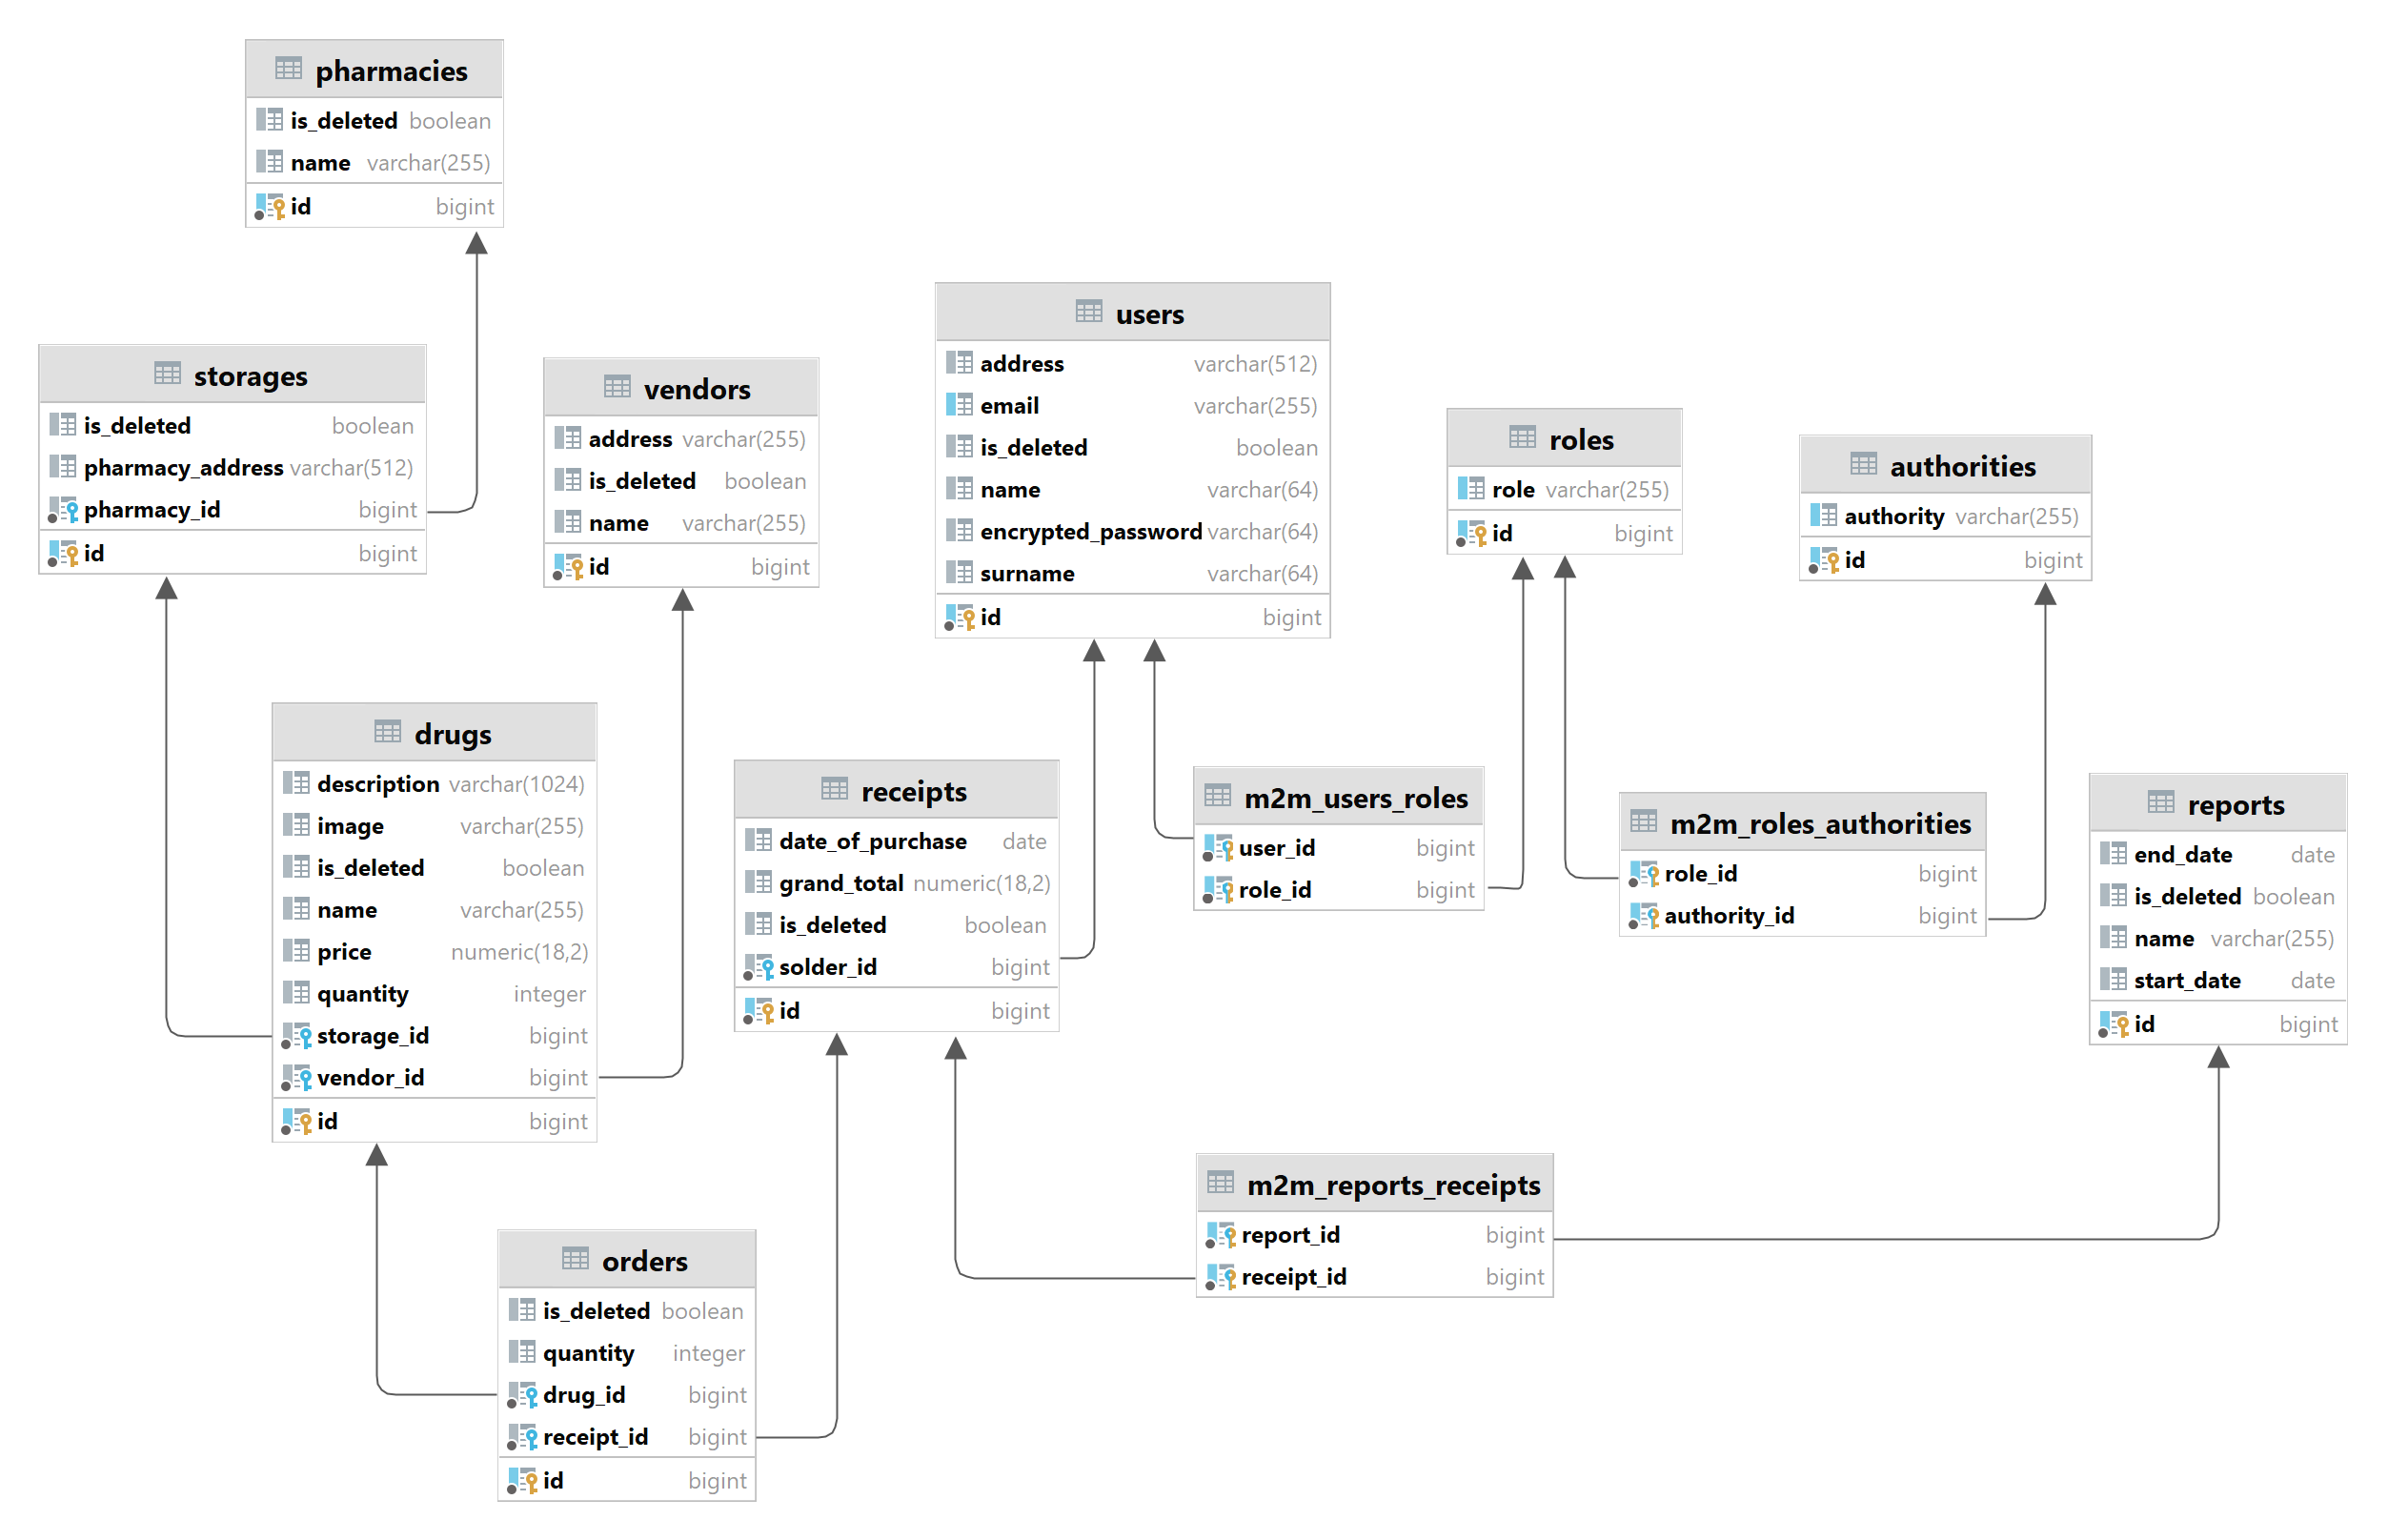 pharmacies
is_deleted boolean
name varchar(255)
id bigint
storages
is_deleted boolean
pharmacy_address varchar(512)
pharmacy_id bigint
id bigint
vendors
address varchar(255)
is_deleted boolean
name varchar(255)
id bigint
users
address varchar(512)
email varchar(255)
is_deleted boolean
name varchar(64)
encrypted_password varchar(64)
surname varchar(64)
id bigint
roles
role varchar(255)
id bigint
authorities
authority varchar(255)
id bigint
drugs
description varchar(1024)
image varchar(255)
is_deleted boolean
name varchar(255)
price numeric(18,2)
quantity integer
storage_id bigint
vendor_id bigint
id bigint
receipts
date_of_purchase date
grand_total numeric(18,2)
is_deleted boolean
solder_id bigint
id bigint
m2m_users_roles
user_id bigint
role_id bigint
m2m_roles_authorities
role_id bigint
authority_id bigint
reports
end_date date
is_deleted boolean
name varchar(255)
start_date date
id bigint
m2m_reports_receipts
report_id bigint
receipt_id bigint
orders
is_deleted boolean
quantity integer
drug_id bigint
receipt_id bigint
id bigint